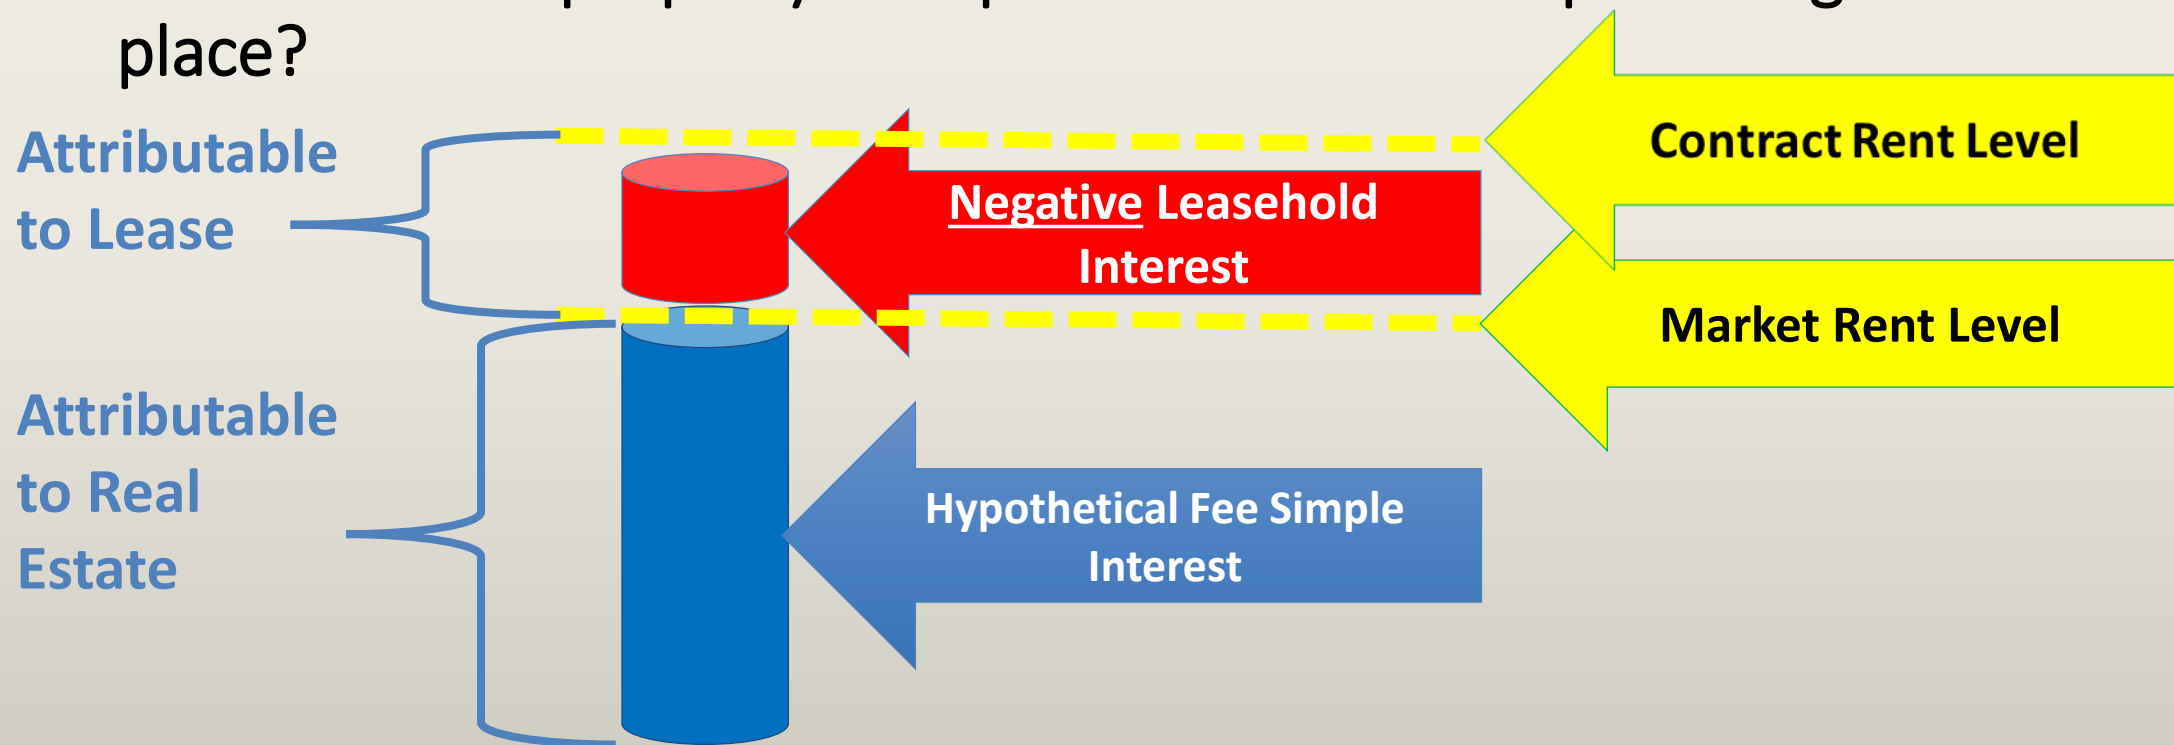 place?
Attributable
to Lease
Contract Rent Level
Negative Leasehold
Interest
Market Rent Level
Attributable
to Real
Estate
Hypothetical Fee Simple
Interest